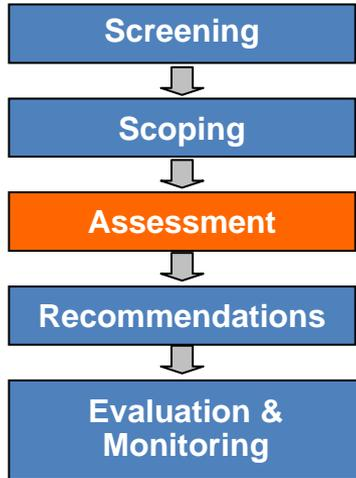 Screening
Scoping
Assessment
Recommendations
Evaluation &
Monitoring